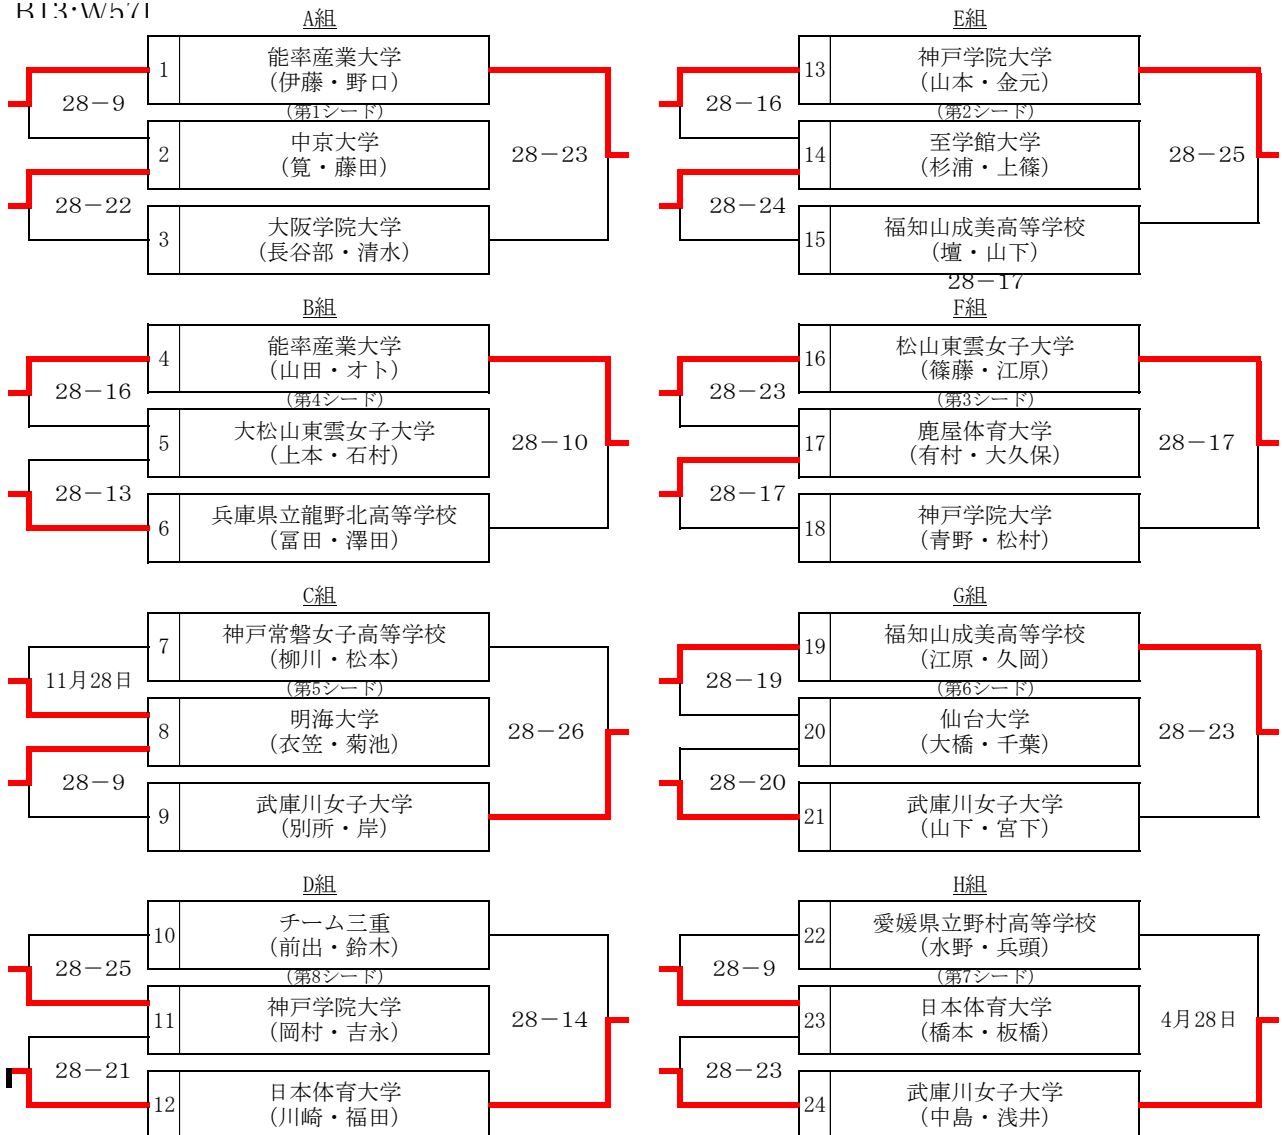 A組
1
能率産業大学
(伊藤・野口)
(第1シード)
28-9
2
中京大学
(筧・藤田)
28-23
28-22
3
大阪学院大学
(長谷部・清水)
B組
4
能率産業大学
(山田・オト)
(第4シード)
28-16
5
大松山東雲女子大学
(上本・石村)
28-10
28-13
6
兵庫県立龍野北高等学校
(冨田・澤田)
C組
7
神戸常磐女子高等学校
(柳川・松本)
(第5シード)
11月28日
8
明海大学
(衣笠・菊池)
28-26
28-9
9
武庫川女子大学
(別所・岸)
D組
10
チーム三重
(前出・鈴木)
(第8シード)
28-25
11
神戸学院大学
(岡村・吉永)
28-14
28-21
12
日本体育大学
(川崎・福田)
E組
13
神戸学院大学
(山本・金元)
(第2シード)
28-16
14
至学館大学
(杉浦・上篠)
28-25
28-24
15
福知山成美高等学校
(壇・山下)
28-17
F組
16
松山東雲女子大学
(篠藤・江原)
(第3シード)
28-23
17
鹿屋体育大学
(有村・大久保)
28-17
28-17
18
神戸学院大学
(青野・松村)
G組
19
福知山成美高等学校
(江原・久岡)
(第6シード)
28-19
20
仙台大学
(大橋・千葉)
28-23
28-20
21
武庫川女子大学
(山下・宮下)
H組
22
愛媛県立野村高等学校
(水野・兵頭)
(第7シード)
28-9
23
日本体育大学
(橋本・板橋)
4月28日
28-23
24
武庫川女子大学
(中島・浅井)